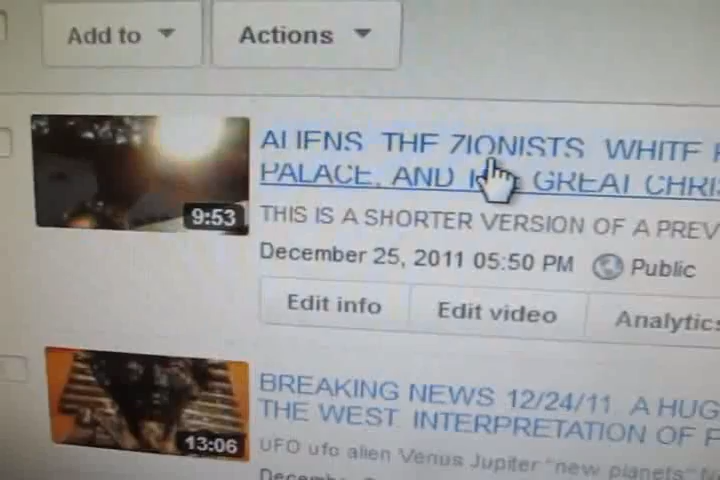 Add to
Actions
ALIENS THE ZIONISTS WHITE
PALACE, AND GREAT
9:53
THIS IS A SHORTER VERSION OF A
December 25, 2011 05:50 PM Public
Edit info Edit video Analytics
BREAKING NEWS 12/24/11 A
THE WEST INTERPRETATION OF
13:06
UFO ufo alien Venus Jupiter "new planets"